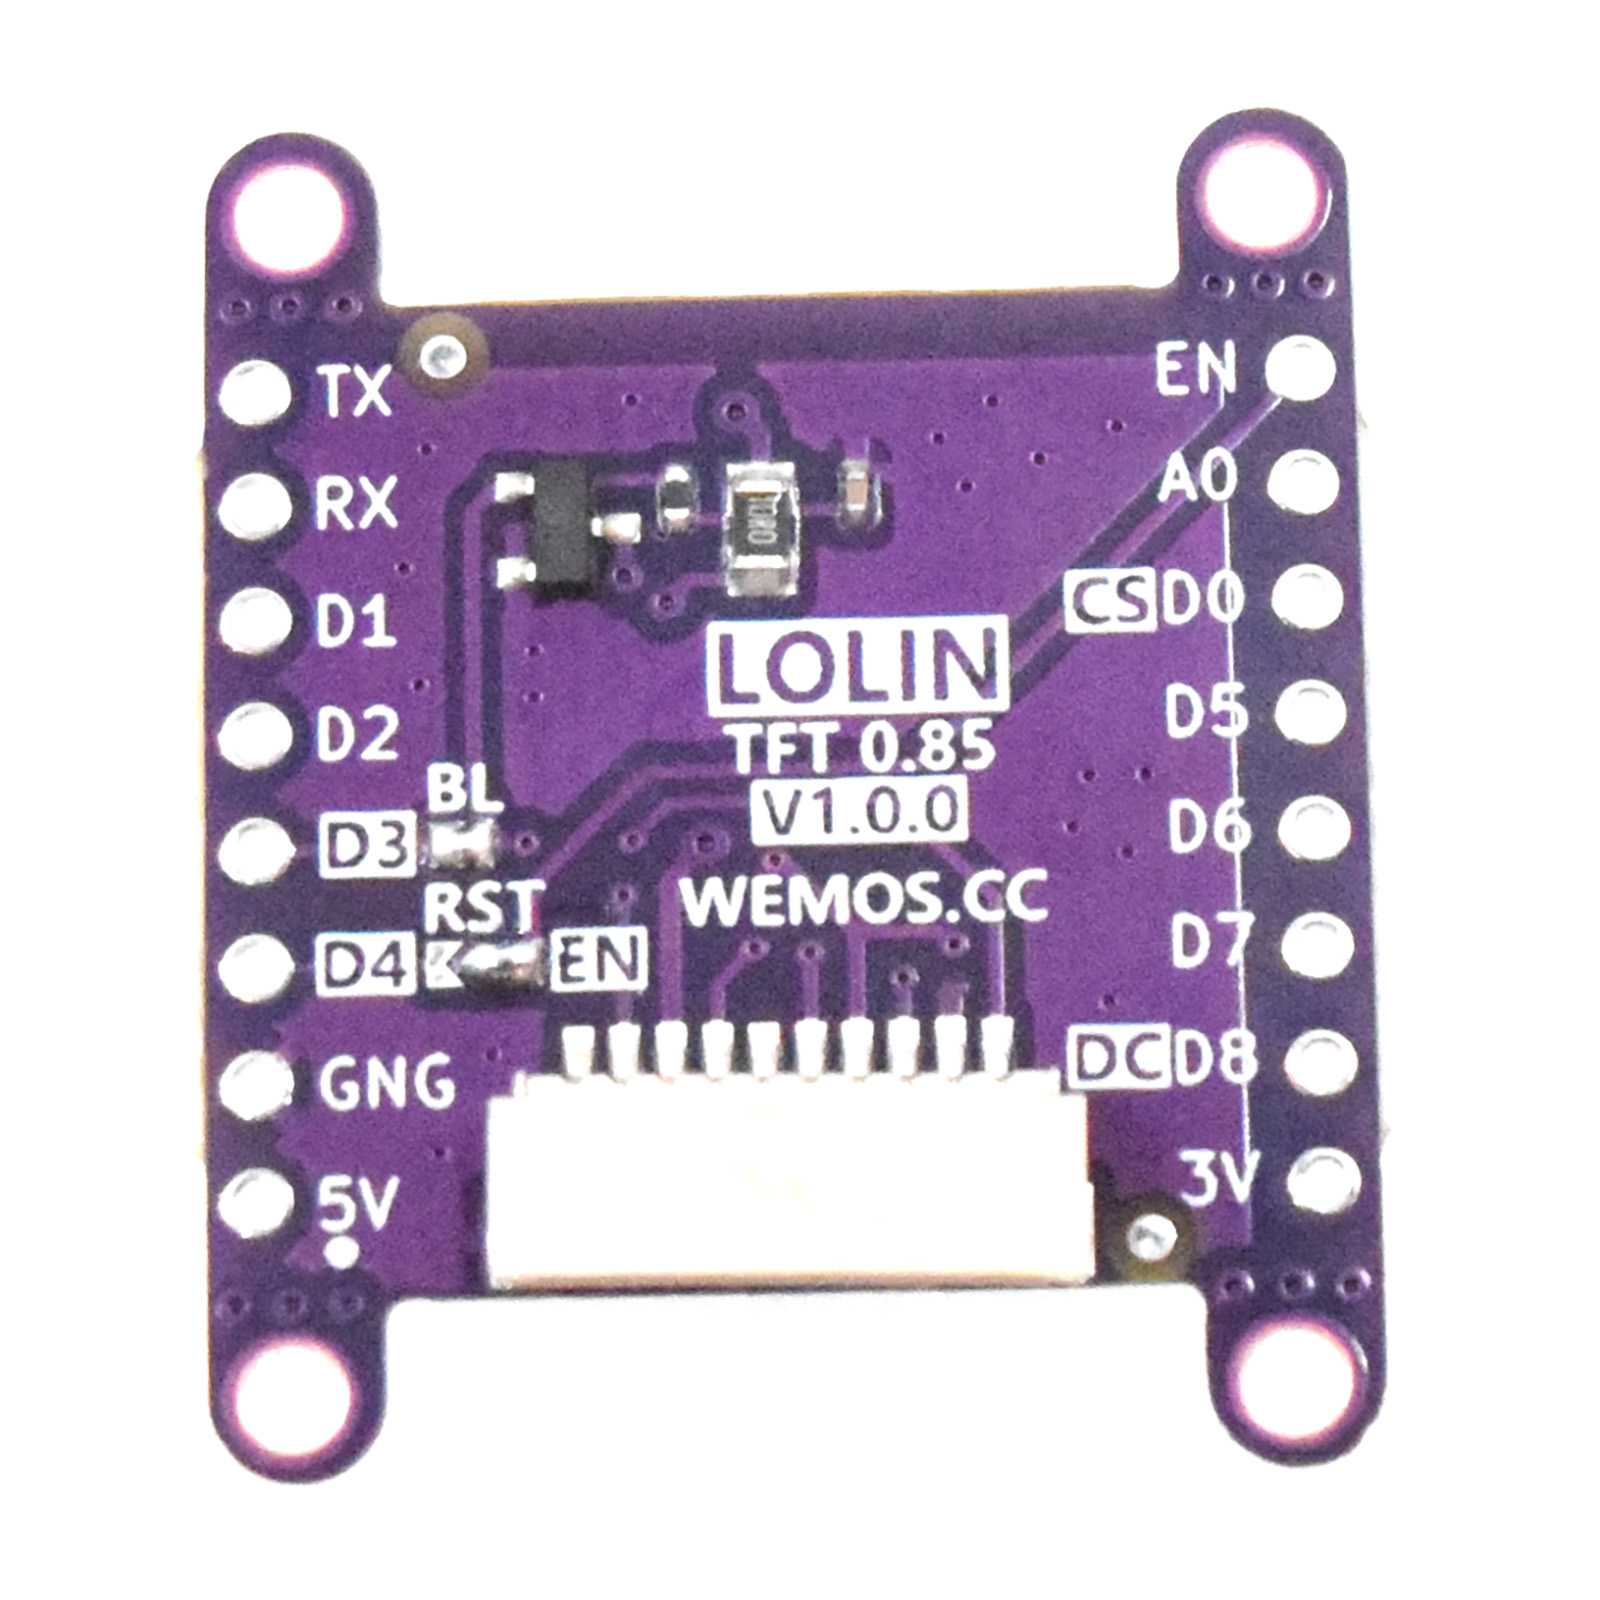 TX
RX
D1
D2
BL
D3
RST
D4 EN
GNG
5V
10R0
LOLIN
TFT 0.85
V1.0.0
WEMOS.CC
EN
A0
CS D0
D5
D6
D7
DC D8
3V